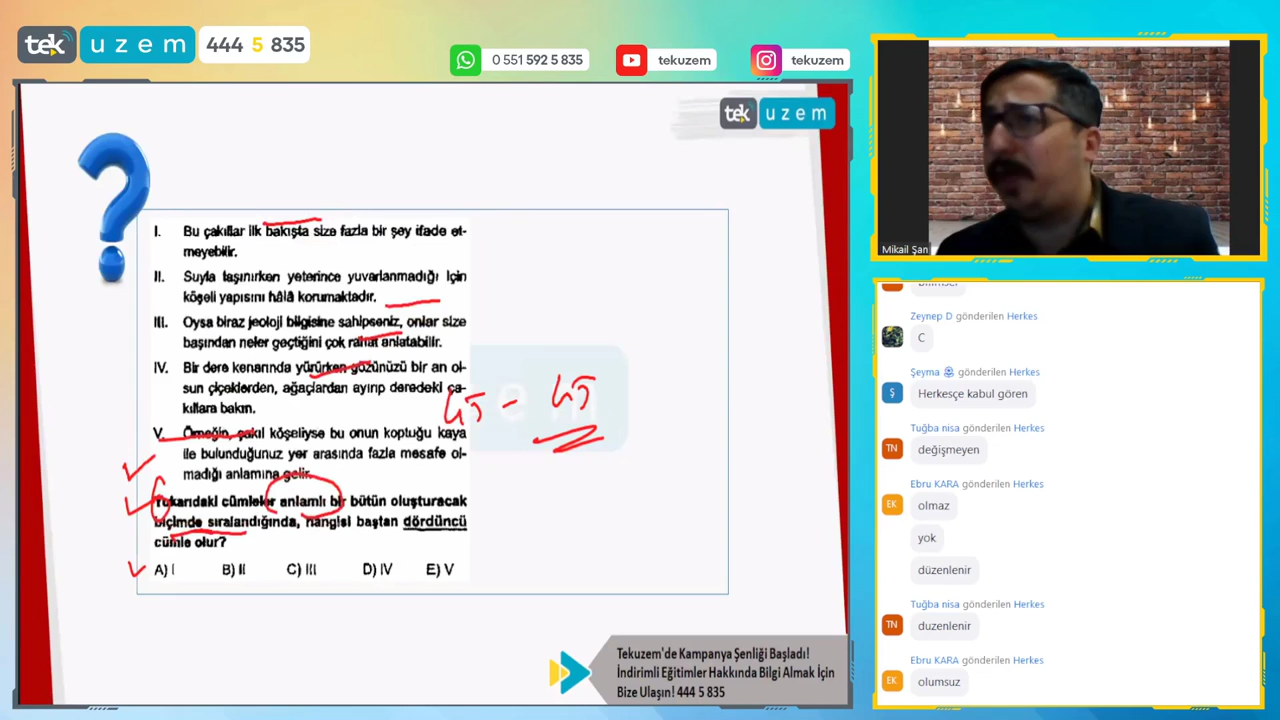 tek
uzem
444 5 835
0 551 592 5 835
tekuzem
tekuzem
tek uzem
I. Bu çakıllar ilk bakışta size fazla bir şey ifade et-
meyebilir.
II. Suyla taşınırken yeterince yuvarlanmadığı için
köşeli yapısını hâlâ korumaktadır.
III. Oysa biraz jeoloji bilgisine sahipseniz, onlar size
başından neler geçtiğini çok rahat anlatabilir.
IV. Bir dere kenarında yürürken gözünüzü bir an ol-
sun çiçeklerden, ağaçlardan ayırıp deredeki ça-
kıllara bakın.
45 - 45
V. Örneğin, çakıl köşeliyse bu onun koptuğu kaya
ile bulunduğunuz yer arasında fazla mesafe ol-
madığı anlamına gelir.
Yukarıdaki cümleler anlamlı bir bütün oluşturacak
biçimde sıralandığında, hangisi baştan dördüncü
cümle olur?
A) I B) II C) III D) IV E) V
Tekuzem'de Kampanya Şenliği Başladı!
İndirimli Eğitimler Hakkında Bilgi Almak İçin
Bize Ulaşın! 444 5 835
Mikail Şan
Zeynep D gönderilen Herkes
C
Şeyma gönderilen Herkes
Ş
Herkesçe kabul gören
Tuğba nisa gönderilen Herkes
TN
değişmeyen
Ebru KARA gönderilen Herkes
EK
olmaz
yok
düzenlenir
Tuğba nisa gönderilen Herkes
TN
duzenlenir
Ebru KARA gönderilen Herkes
EK
olumsuz